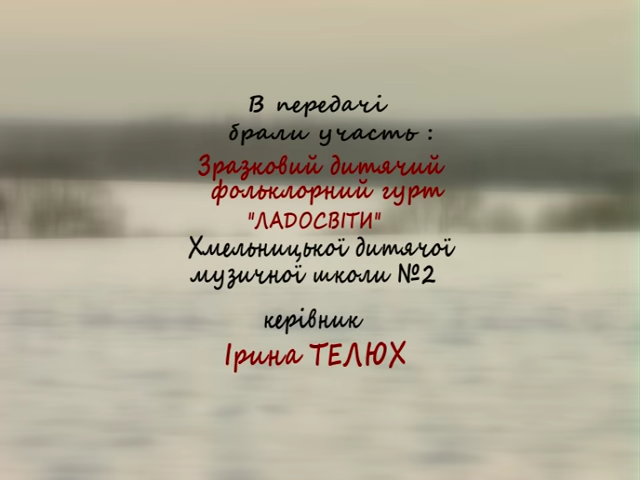 В передачі
брали участь :
Зразковий дитячий
фольклорний гурт
"ЛАДОСВІТИ"
Хмельницької дитячої
музичної школи №2
керівник
Ірина ТЕЛЮХ